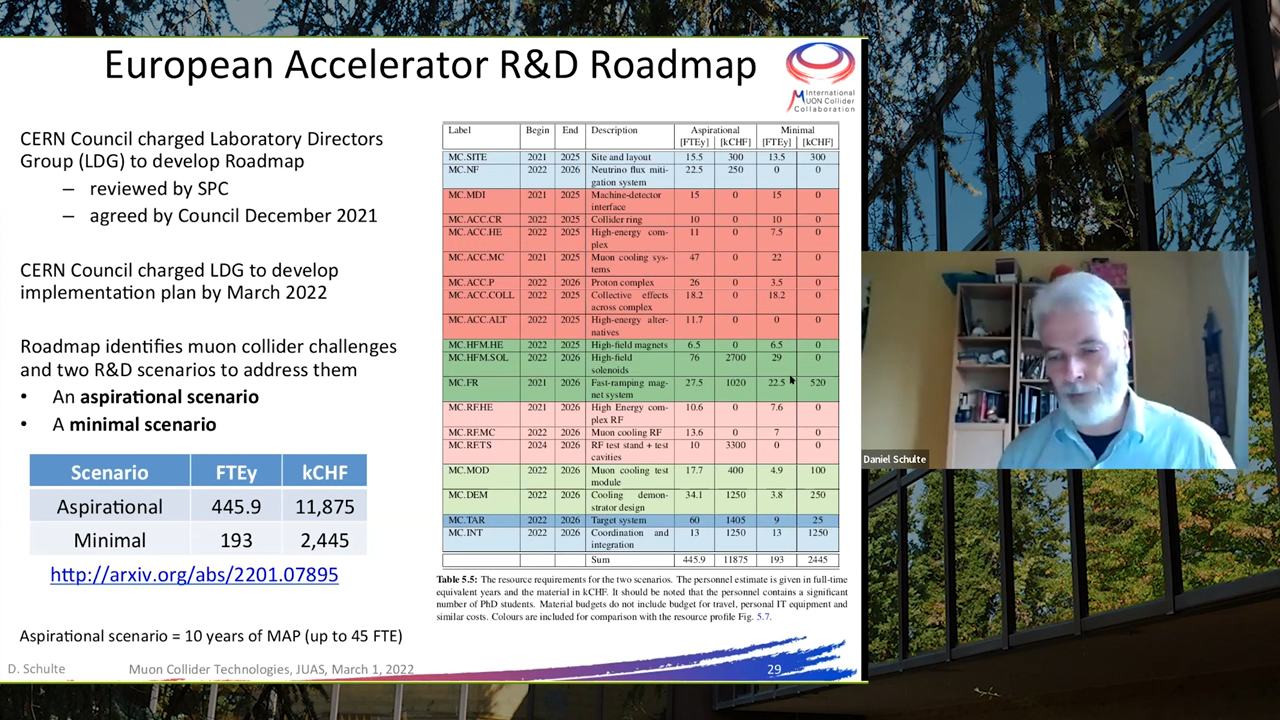 European Accelerator R&D Roadmap
International
MUON Collider
Collaboration
CERN Council charged Laboratory Directors
Group (LDG) to develop Roadmap
– reviewed by SPC
– agreed by Council December 2021
CERN Council charged LDG to develop
implementation plan by March 2022
Roadmap identifies muon collider challenges
and two R&D scenarios to address them
• An aspirational scenario
• A minimal scenario
Scenario FTEy kCHF
Aspirational 445.9 11,875
Minimal 193 2,445
http://arxiv.org/abs/2201.07895
Aspirational scenario = 10 years of MAP (up to 45 FTE)
Label Begin End Description Aspirational Minimal
[FTEy] [kCHF] [FTEy] [kCHF]
MC.SITE 2021 2025 Site and layout 15.5 300 13.5 300
MC.NF 2022 2026 Neutrino flux miti- 22.5 250 0 0
gation system
MC.MDI 2021 2025 Machine-detector 15 0 15 0
interface
MC.ACC.CR 2022 2025 Collider ring 10 0 10 0
MC.ACC.HE 2022 2025 High-energy com- 11 0 7.5 0
plex
MC.ACC.MC 2021 2025 Muon cooling sys- 47 0 22 0
tems
MC.ACC.P 2022 2026 Proton complex 26 0 3.5 0
MC.ACC.COLL 2022 2025 Collective effects 18.2 0 18.2 0
across complex
MC.ACC.ALT 2022 2025 High-energy alter- 11.7 0 0 0
natives
MC.HFM.HE 2022 2025 High-field magnets 6.5 0 6.5 0
MC.HFM.SOL 2022 2026 High-field 76 2700 29 0
solenoids
MC.FR 2021 2026 Fast-ramping mag- 27.5 1020 22.5 520
net system
MC.RF.HE 2021 2026 High Energy com- 10.6 0 7.6 0
plex RF
MC.RF.MC 2022 2026 Muon cooling RF 13.6 0 7 0
MC.RF.TS 2024 2026 RF test stand + test 10 3300 0 0
cavities
MC.MOD 2022 2026 Muon cooling test 17.7 400 4.9 100
module
MC.DEM 2022 2026 Cooling demon- 34.1 1250 3.8 250
strator design
MC.TAR 2022 2026 Target system 60 1405 9 25
MC.INT 2022 2026 Coordination and 13 1250 13 1250
integration
Sum 445.9 11875 193 2445
Table 5.5: The resource requirements for the two scenarios. The personnel estimate is given in full-time
equivalent years and the material in kCHF. It should be noted that the personnel contains a significant
number of PhD students. Material budgets do not include budget for travel, personal IT equipment and
similar costs. Colours are included for comparison with the resource profile Fig. 5.7.
D. Schulte Muon Collider Technologies, JUAS, March 1, 2022 29
Daniel Schulte